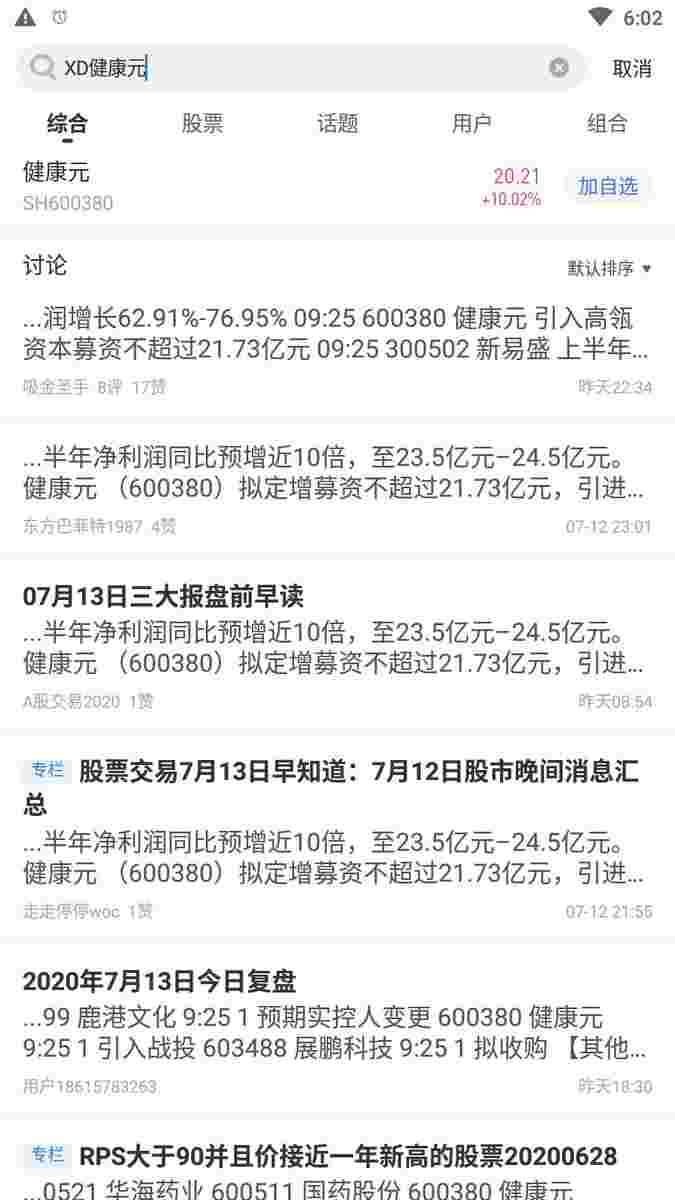 6:02
XD健康元
取消
综合 股票 话题 用户 组合
健康元
20.21
加自选
SH600380
+10.02%
讨论
默认排序
...润增长62.91%-76.95% 09:25 600380 健康元 引入高瓴
资本募资不超过21.73亿元 09:25 300502 新易盛 上半年...
吸金圣手 8评 17赞 昨天22:34
...半年净利润同比预增近10倍，至23.5亿元–24.5亿元。
健康元 （600380）拟定增募资不超过21.73亿元，引进...
东方巴菲特1987 4赞 07-12 23:01
07月13日三大报盘前早读
...半年净利润同比预增近10倍，至23.5亿元–24.5亿元。
健康元 （600380）拟定增募资不超过21.73亿元，引进...
A股交易2020 1赞 昨天08:54
专栏 股票交易7月13日早知道：7月12日股市晚间消息汇
总
...半年净利润同比预增近10倍，至23.5亿元–24.5亿元。
健康元 （600380）拟定增募资不超过21.73亿元，引进...
走走停停woc 1赞 07-12 21:55
2020年7月13日今日复盘
...99 鹿港文化 9:25 1 预期实控人变更 600380 健康元
9:25 1 引入战投 603488 展鹏科技 9:25 1 拟收购 【其他...
用户18615783263 昨天18:30
专栏 RPS大于90并且价接近一年新高的股票20200628
...0521 华海药业 600511 国药股份 600380 健康元